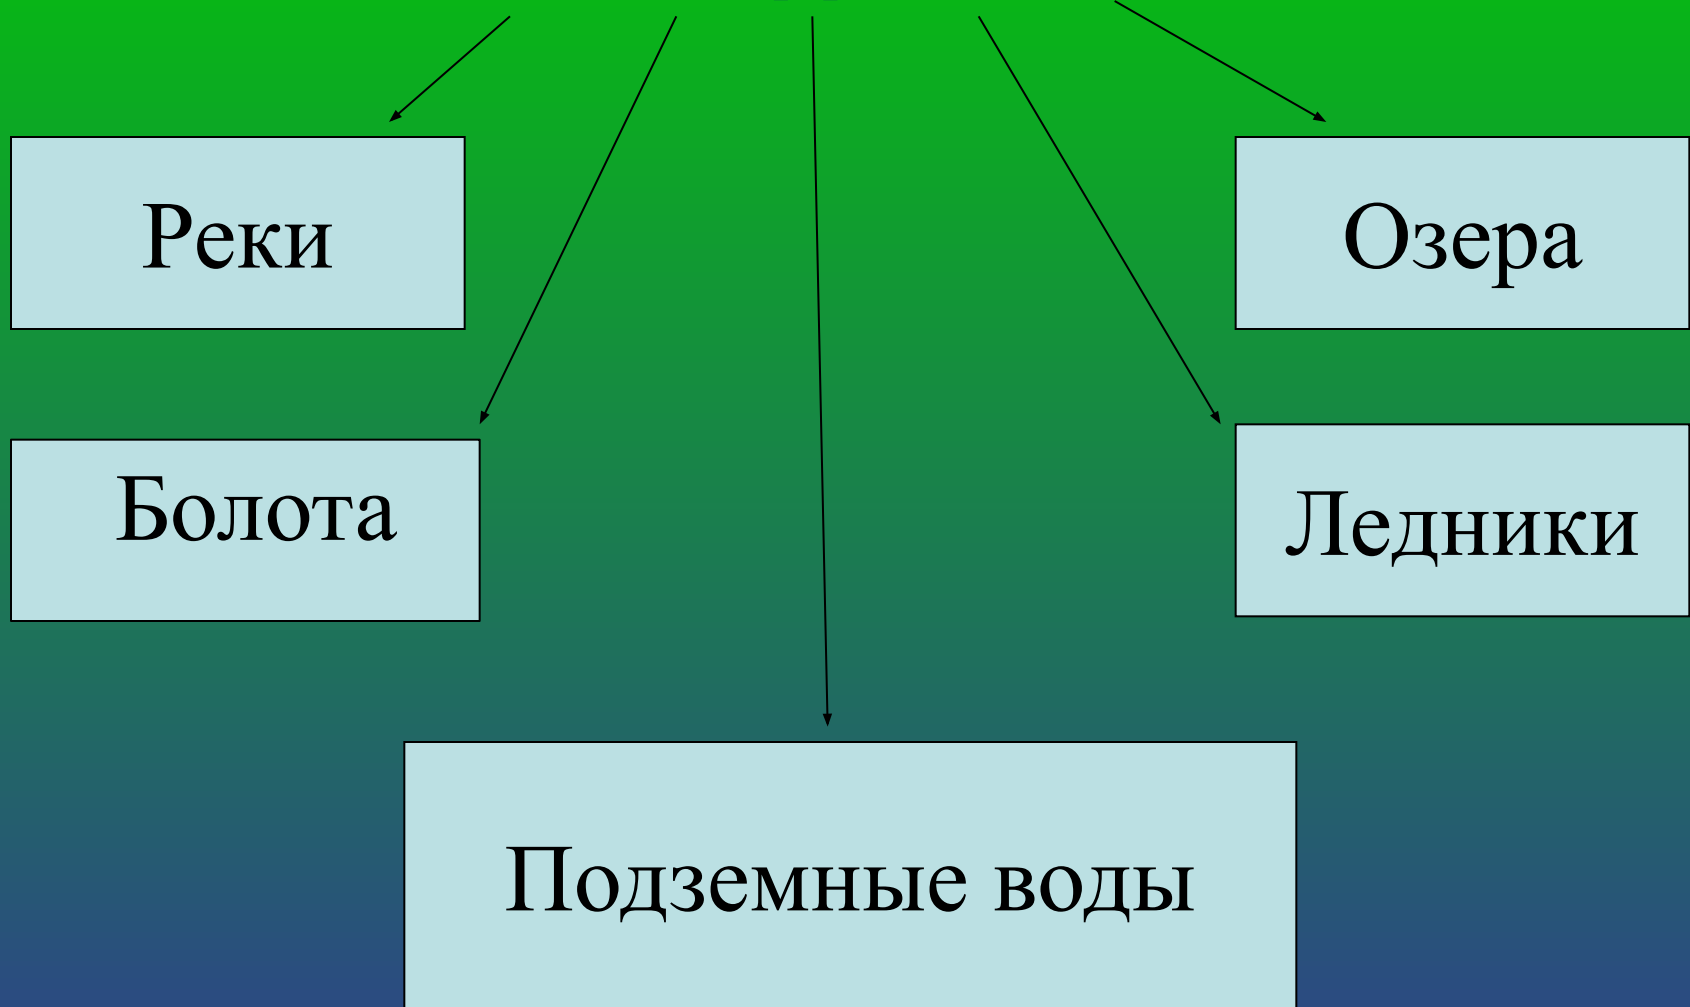 Реки
Озера
Болота
Ледники
Подземные воды